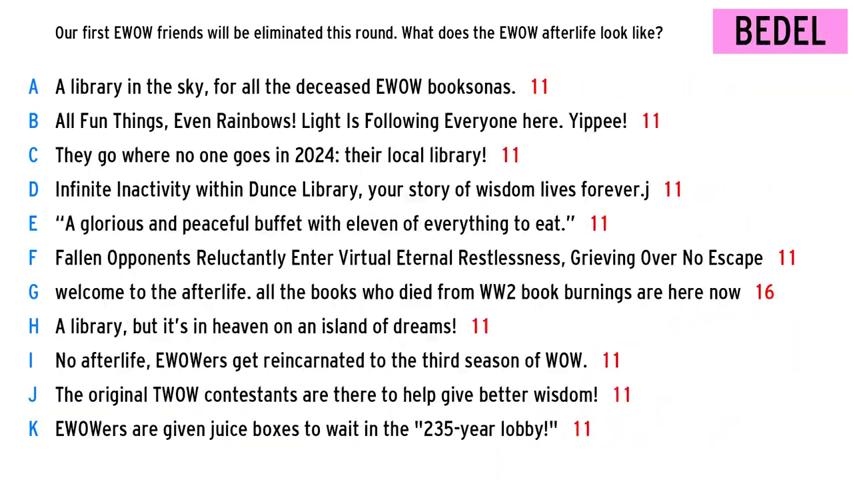 Our first EWOW friends will be eliminated this round. What does the EWOW afterlife look like?
BEDEL
A A library in the sky, for all the deceased EWOW booksonas. 11
B All Fun Things, Even Rainbows! Light Is Following Everyone here. Yippee! 11
C They go where no one goes in 2024: their local library! 11
D Infinite Inactivity within Dunce Library, your story of wisdom lives forever.j 11
E “A glorious and peaceful buffet with eleven of everything to eat.” 11
F Fallen Opponents Reluctantly Enter Virtual Eternal Restlessness, Grieving Over No Escape 11
G welcome to the afterlife. all the books who died from WW2 book burnings are here now 16
H A library, but it’s in heaven on an island of dreams! 11
I No afterlife, EWOWers get reincarnated to the third season of WOW. 11
J The original TWOW contestants are there to help give better wisdom! 11
K EWOWers are given juice boxes to wait in the "235-year lobby!" 11